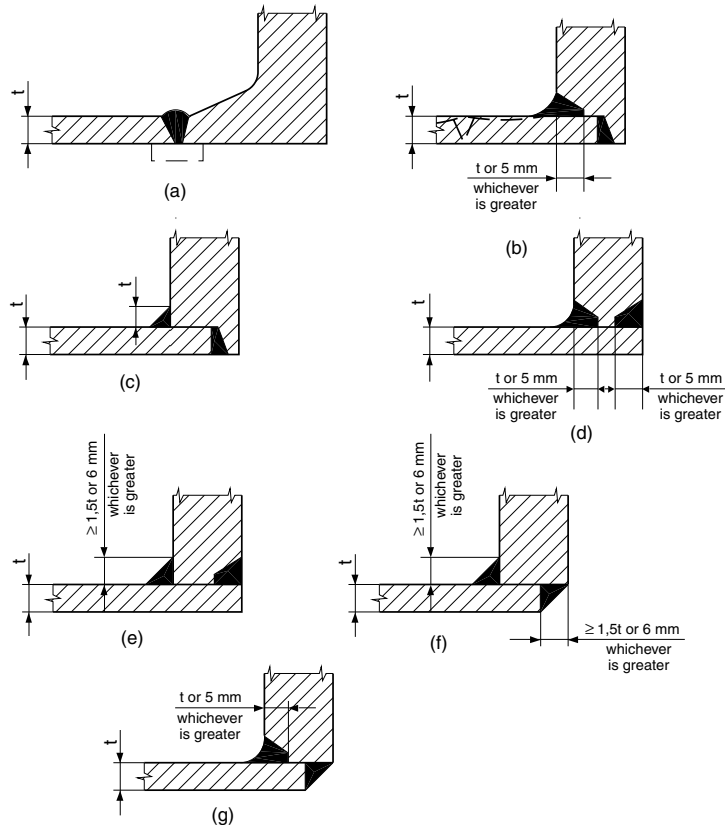 t
(a)
t
t or 5 mm
whichever
is greater
(b)
t
t
(c)
t
t or 5 mm
whichever
is greater
t or 5 mm
whichever
is greater
(d)
≥ 1,5t or 6 mm
whichever
is greater
t
(e)
≥ 1,5t or 6 mm
whichever
is greater
t
(f)
≥ 1,5t or 6 mm
whichever
is greater
t or 5 mm
whichever
is greater
t
(g)